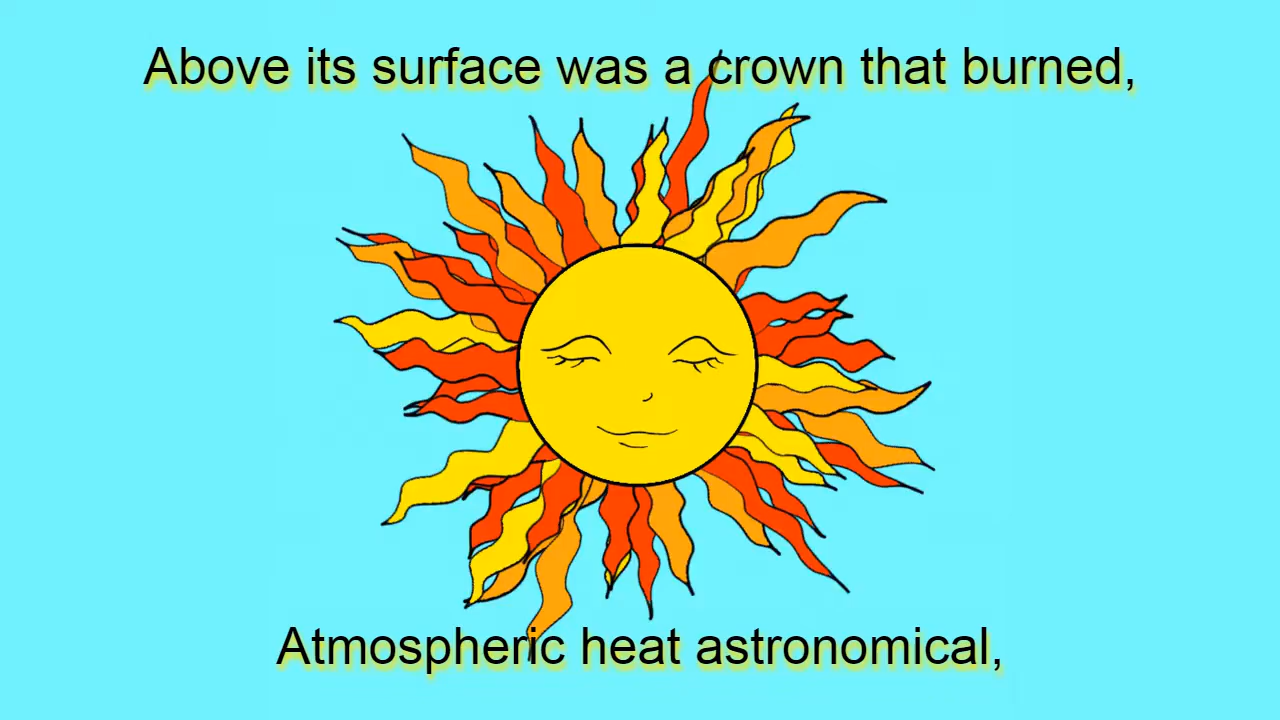 Above its surface was a crown that burned,
Atmospheric heat astronomical,